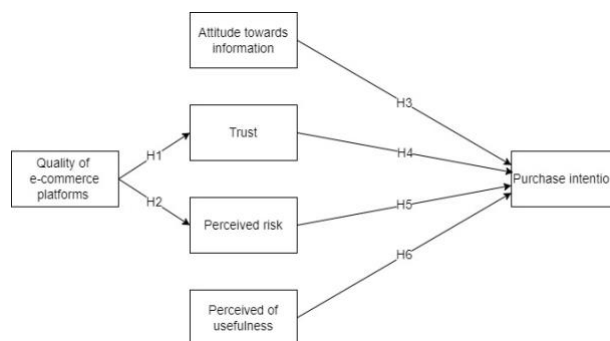 Attitude towards
information
H3
Trust
H1
H4
Quality of
e-commerce
platforms
Purchase intentio
H2
Perceived risk
H5
H6
Perceived of
usefulness